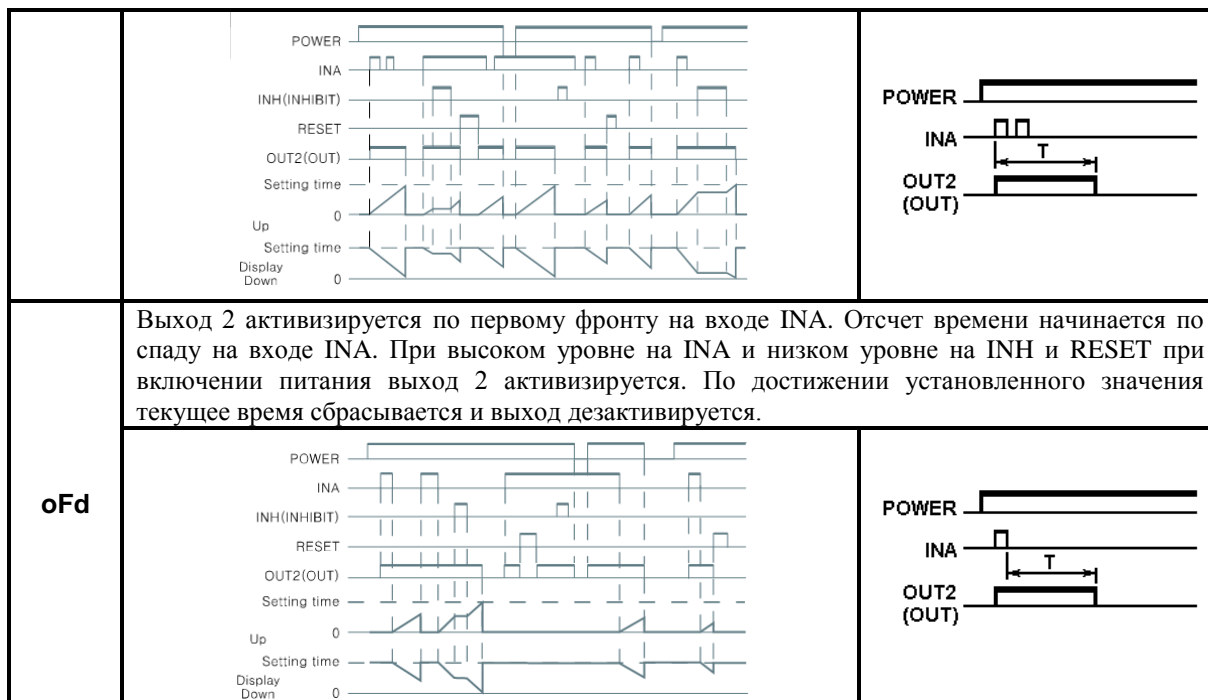 POWER
INA
INH(INHIBIT)
RESET
OUT2(OUT)
Setting time
0
Up
Setting time
Display
Down
0
POWER
INA
T
OUT2
(OUT)
oFd
Выход 2 активизируется по первому фронту на входе INA. Отсчет времени начинается по
спаду на входе INA. При высоком уровне на INA и низком уровне на INH и RESET при
включении питания выход 2 активизируется. По достижении установленного значения
текущее время сбрасывается и выход дезактивируется.
POWER
INA
INH(INHIBIT)
RESET
OUT2(OUT)
Setting time
0
Up
Setting time
Display
Down
0
POWER
INA
T
OUT2
(OUT)